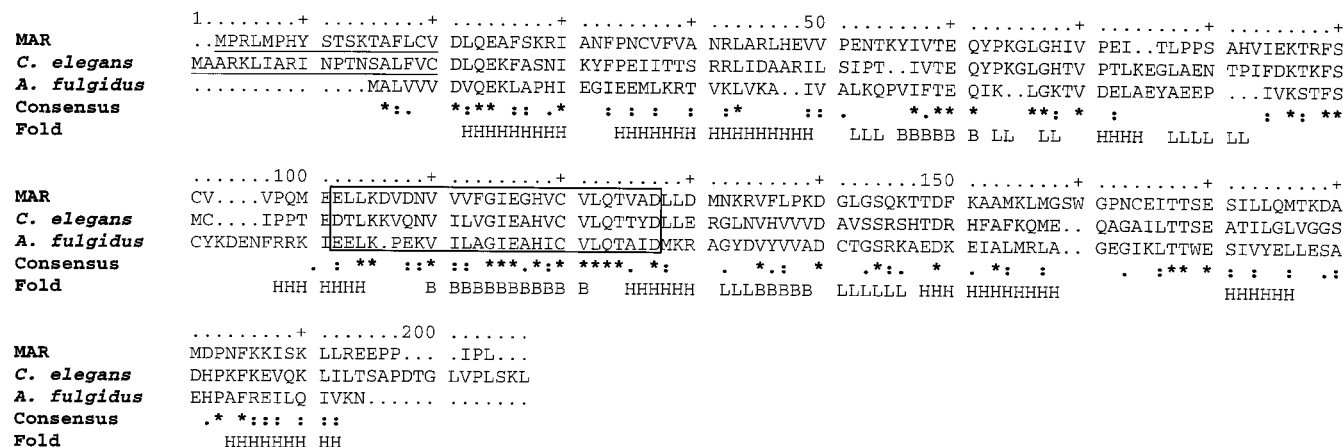 1.......+ .........+ .........+ .........+ ........50 .........+ .........+ .........+ .........+
MAR ..MPRLMPHY STSKTAFLCV DLQEAFSKRI ANFPNCVFVA NRLARLHEVV PENTKYIVTE QYPKGLGHIV PEI..TLPPS AHVIEKTRFS
C. elegans MAARKLIARI NPTNSALFVC DLQEKFASNI KYFPEIITTS RRLIDAARIL SIPT..IVTE QYPKGLGHTV PTLKEGLAEN TPIFDKTKFS
A. fulgidus .......... ....MALVVV DVQEKLAPHI EGIEEMLKRT VKLVKA..IV ALKQPVIFTE QIK..LGKTV DELAEYAEEP ...IVKSTFS
Consensus *:. *:** :: .* : : : : :* :: . *.** * **: * : : *: **
Fold HHHHHHHHH HHHHHHH HHHHHHHHH LLL BBBBB B LL LL HHHH LLLL LL
.......100 .........+ .........+ .........+ .........+ .......150 .........+ .........+ .........+
MAR CV....VPQM EELLKDVDNV VVFGIEGHVC VLQTVADLLD MNKRVFLPKD GLGSQKTTDF KAAMKLMGSW GPNCEITTSE SILLQMTKDA
C. elegans MC....IPPT EDTLKKVQNV ILVGIEAHVC VLQTTYDLLE RGLNVHVVVD AVSSRSHTDR HFAFKQME.. QAGAILTTSE ATILGLVGGS
A. fulgidus CYKDENFRRK IEELK.PEKV ILAGIEAHIC VLQTAIDMKR AGYDVYVVAD CTGSRKAEDK EIALMRLA.. GEGIKLTTWE SIVYELLESA
Consensus . : ** ::* :: ***.*:* ****. *: *.: * *:. * *: : . :** * : : : .:
Fold HHH HHHH B BBBBBBBBBB B HHHHHH LLLBBBBB LLLLLL HHH HHHHHHHH HHHHHH
.........+ .......200 ........
MAR MDPNFKKISK LLREEPP... .IPL...
C. elegans DHPKFKEVQK LILTSAPDTG LVPLSKL
A. fulgidus EHPAFREILQ IVKN...... .......
Consensus .* *::: : ::
Fold HHHHHHH HH